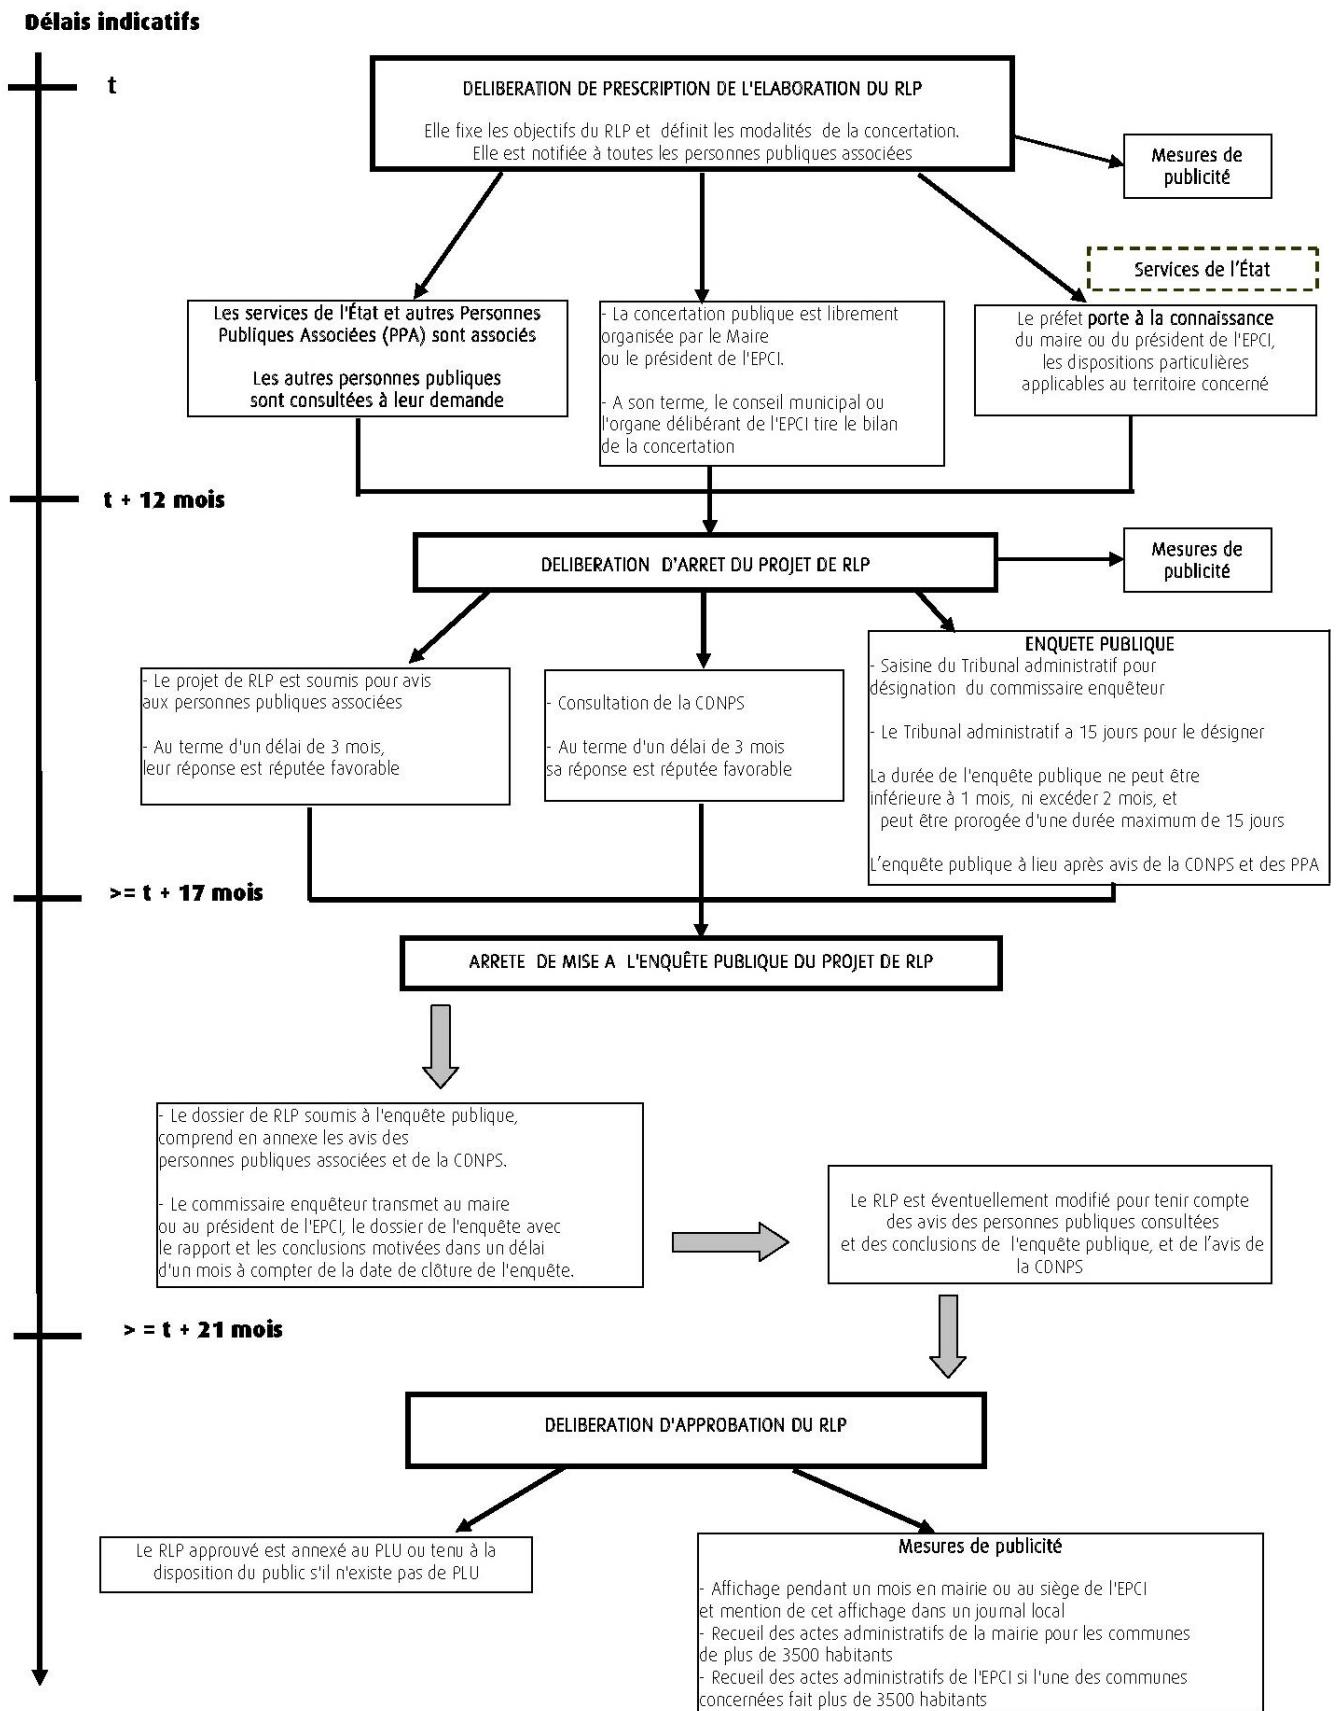 Délais indicatifs
t
DELIBERATION DE PRESCRIPTION DE L'ELABORATION DU RLP
Elle fixe les objectifs du RLP et définit les modalités de la concertation.
Elle est notifiée à toutes les personnes publiques associées
Mesures de
publicité
Services de l'État
Les services de l'État et autres Personnes
Publiques Associées (PPA) sont associés
Les autres personnes publiques
sont consultées à leur demande
- La concertation publique est librement
organisée par le Maire
ou le président de l'EPCI.
- A son terme, le conseil municipal ou
l'organe délibérant de l'EPCI tire le bilan
de la concertation
Le préfet porte à la connaissance
du maire ou du président de l'EPCI,
les dispositions particulières
applicables au territoire concerné
t + 12 mois
DELIBERATION D'ARRET DU PROJET DE RLP
Mesures de
publicité
- Le projet de RLP est soumis pour avis
aux personnes publiques associées
- Au terme d'un délai de 3 mois,
leur réponse est réputée favorable
- Consultation de la CDNPS
- Au terme d'un délai de 3 mois
sa réponse est réputée favorable
ENQUETE PUBLIQUE
- Saisine du Tribunal administratif pour
désignation du commissaire enquêteur
- Le Tribunal administratif a 15 jours pour le désigner
La durée de l'enquête publique ne peut être
inférieure à 1 mois, ni excéder 2 mois, et
peut être prorogée d'une durée maximum de 15 jours
L'enquête publique à lieu après avis de la CDNPS et des PPA
>= t + 17 mois
ARRETE DE MISE A L'ENQUÊTE PUBLIQUE DU PROJET DE RLP
- Le dossier de RLP soumis à l'enquête publique,
comprend en annexe les avis des
personnes publiques associées et de la CDNPS.
- Le commissaire enquêteur transmet au maire
ou au président de l'EPCI, le dossier de l'enquête avec
le rapport et les conclusions motivées dans un délai
d'un mois à compter de la date de clôture de l'enquête.
Le RLP est éventuellement modifié pour tenir compte
des avis des personnes publiques consultées
et des conclusions de l'enquête publique, et de l'avis de
la CDNPS
> = t + 21 mois
DELIBERATION D'APPROBATION DU RLP
Le RLP approuvé est annexé au PLU ou tenu à la
disposition du public s'il n'existe pas de PLU
Mesures de publicité
- Affichage pendant un mois en mairie ou au siège de l'EPCI
et mention de cet affichage dans un journal local
- Recueil des actes administratifs de la mairie pour les communes
de plus de 3500 habitants
- Recueil des actes administratifs de l'EPCI si l'une des communes
concernées fait plus de 3500 habitants